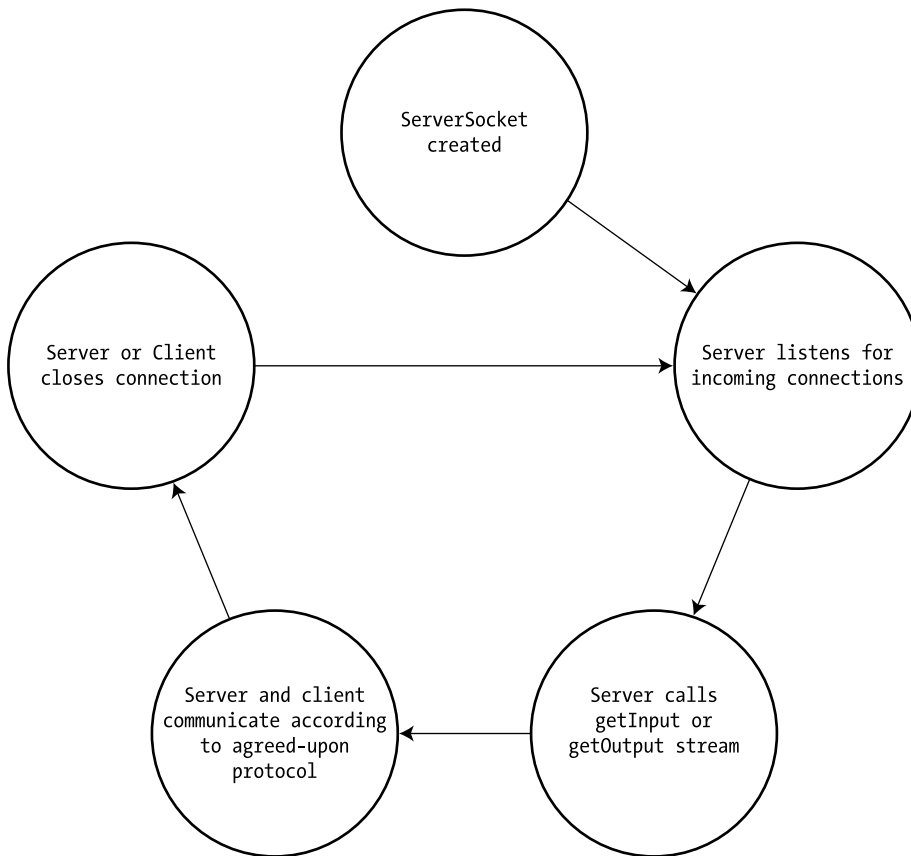 ServerSocket
created
Server or Client
closes connection
Server listens for
incoming connections
Server and client
communicate according
to agreed-upon
protocol
Server calls
getInput or
getOutput stream